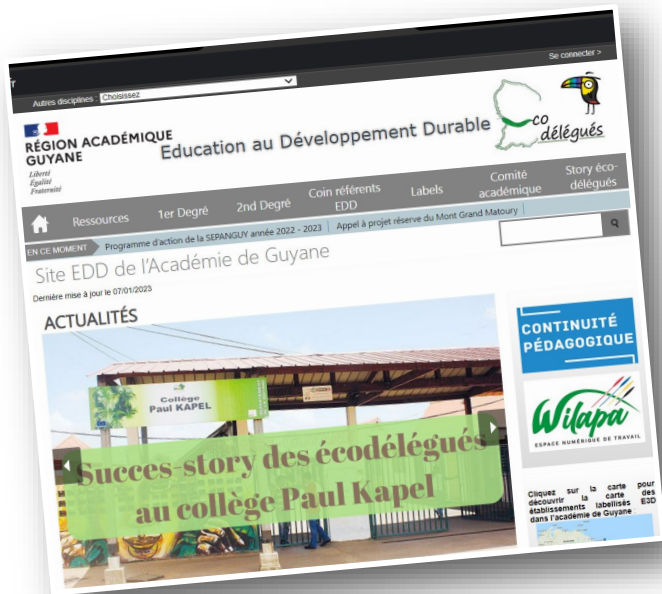 Se connecter >
Autres disciplines : Choisissez
RÉGION ACADÉMIQUE
GUYANE
Liberté
Égalité
Fraternité
Education au Développement Durable
co
délégués
Ressources
1er Degré
2nd Degré
Coin référents
EDD
Labels
Comité
académique
Story éco-
délégués
EN CE MOMENT
Programme d'action de la SEPANGUY année 2022 - 2023
Appel à projet réserve du Mont Grand Matoury
Site EDD de l'Académie de Guyane
Dernière mise à jour le 07/01/2023
ACTUALITÉS
Collège
Paul KAPEL
Succes-story des écodélégués
au collège Paul Kapel
CONTINUITÉ
PÉDAGOGIQUE
Wilapa
ESPACE NUMÉRIQUE DE TRAVAIL
Cliquez sur la carte pour
découvrir la carte des
établissements labellisés E3D
dans l'académie de Guyane :